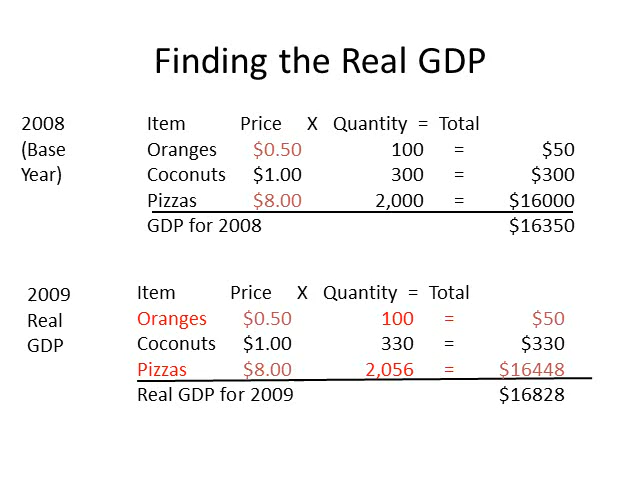 Finding the Real GDP
2008 (Base Year)
Item Price X Quantity = Total
Oranges $0.50 100 = $50
Coconuts $1.00 300 = $300
Pizzas $8.00 2,000 = $16000
GDP for 2008 $16350
2009 Real GDP
Item Price X Quantity = Total
Oranges $0.50 100 = $50
Coconuts $1.00 330 = $330
Pizzas $8.00 2,056 = $16448
Real GDP for 2009 $16828